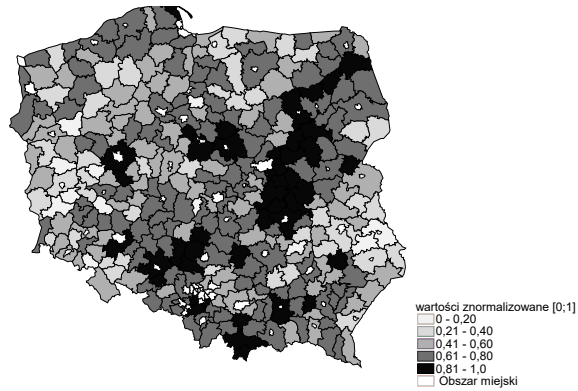 wartości znormalizowane [0;1]
0 - 0,20
0,21 - 0,40
0,41 - 0,60
0,61 - 0,80
0,81 - 1,0
Obszar miejski